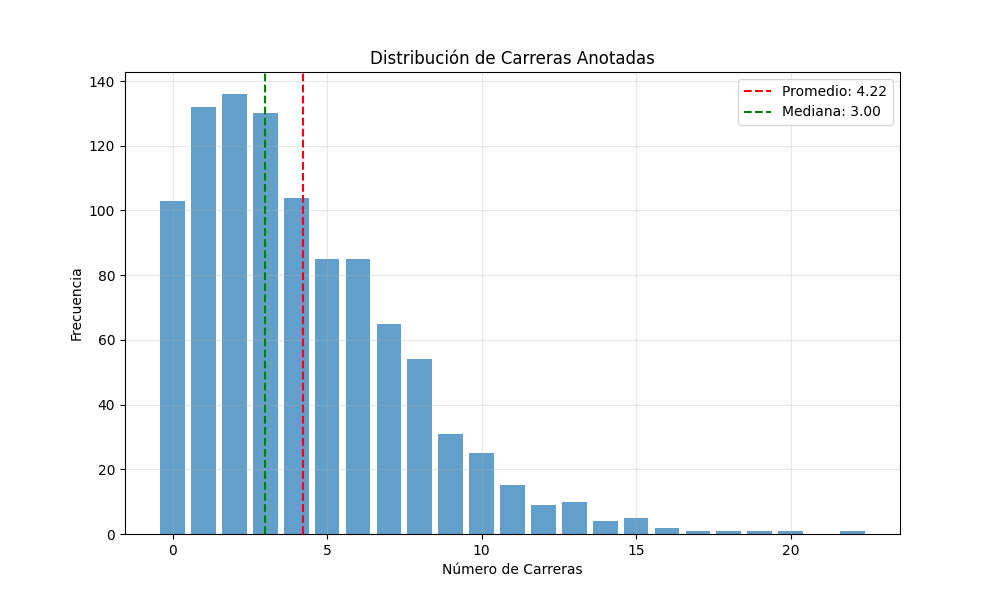 Distribución de Carreras Anotadas
Promedio: 4.22
Mediana: 3.00
Frecuencia
140
120
100
80
60
40
20
0
0 5 10 15 20
Número de Carreras